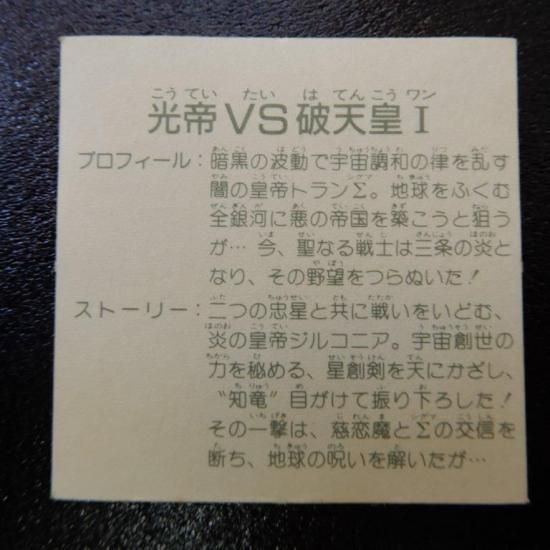 光帝VS破天皇I
プロフィール:暗黒の波動で宇宙調和の律を乱す
闇の皇帝トランΣ。地球をふくむ
全銀河に悪の帝国を築こうと狙う
が…今、聖なる戦士は三条の炎と
なり、その野望をつらぬいた!
ストーリー:二つの忠星と共に戦いをいどむ、
炎の皇帝ジルコニア。宇宙創世の
力を秘める、星創剣を天にかざし、
“知竜”目がけて振り下ろした!
その一撃は、慈恋魔とΣの交信を
断ち、地球の呪いを解いたが…